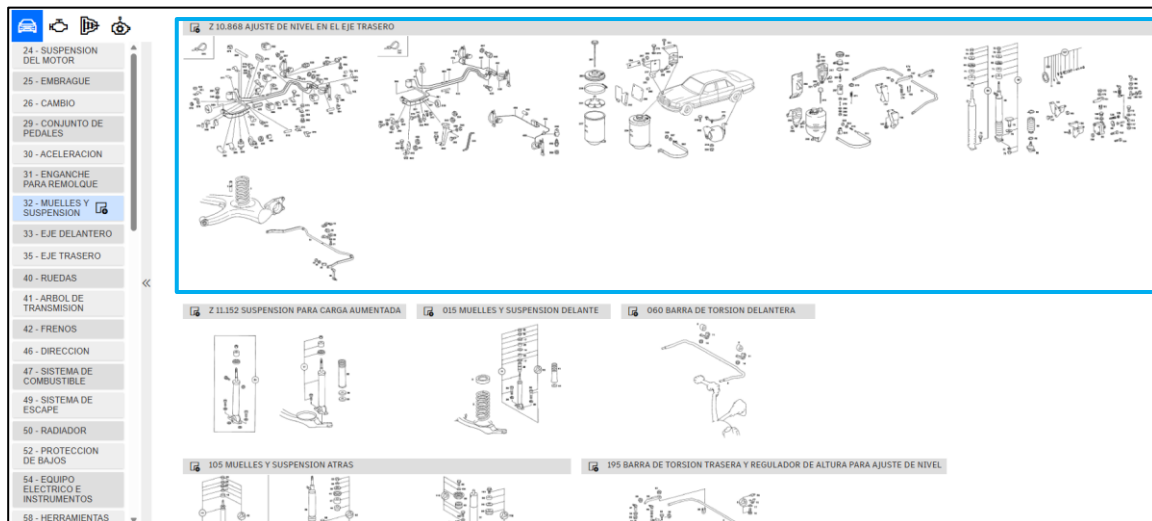 24 - SUSPENSION
DEL MOTOR
25 - EMBRAGUE
26 - CAMBIO
29 - CONJUNTO DE
PEDALES
30 - ACELERACION
31 - ENGANCHE
PARA REMOLQUE
32 - MUELLES Y
SUSPENSION
33 - EJE DELANTERO
35 - EJE TRASERO
40 - RUEDAS
41 - ARBOL DE
TRANSMISION
42 - FRENOS
46 - DIRECCION
47 - SISTEMA DE
COMBUSTIBLE
49 - SISTEMA DE
ESCAPE
50 - RADIADOR
52 - PROTECCION
DE BAJOS
54 - EQUIPO
ELECTRICO E
INSTRUMENTOS
58 - HERRAMIENTAS
Z 10.868 AJUSTE DE NIVEL EN EL EJE TRASERO
Z 11.152 SUSPENSION PARA CARGA AUMENTADA
015 MUELLES Y SUSPENSION DELANTE
060 BARRA DE TORSION DELANTERA
105 MUELLES Y SUSPENSION ATRAS
195 BARRA DE TORSION TRASERA Y REGULADOR DE ALTURA PARA AJUSTE DE NIVEL